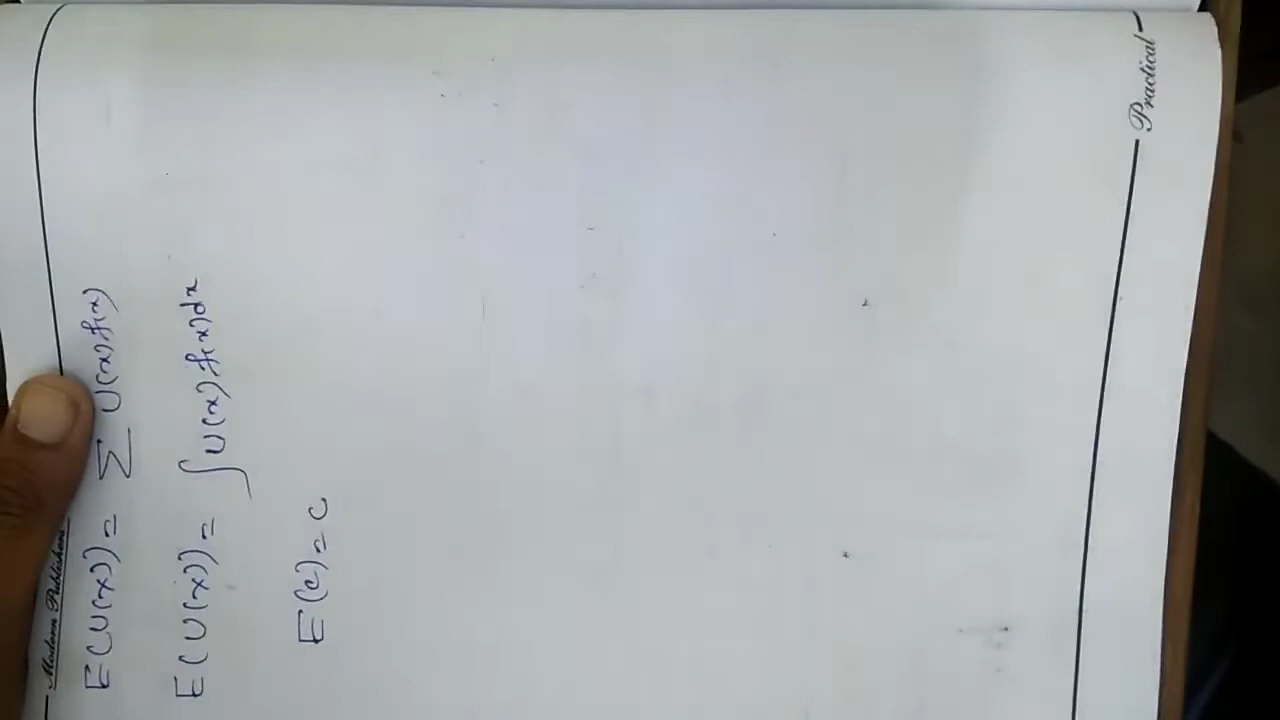 Modern Publishers
E(U(x)) = ∑ U(x) f(x)
E(U(x)) = ∫ U(x) f(x) dx
E(c) = c
Practical